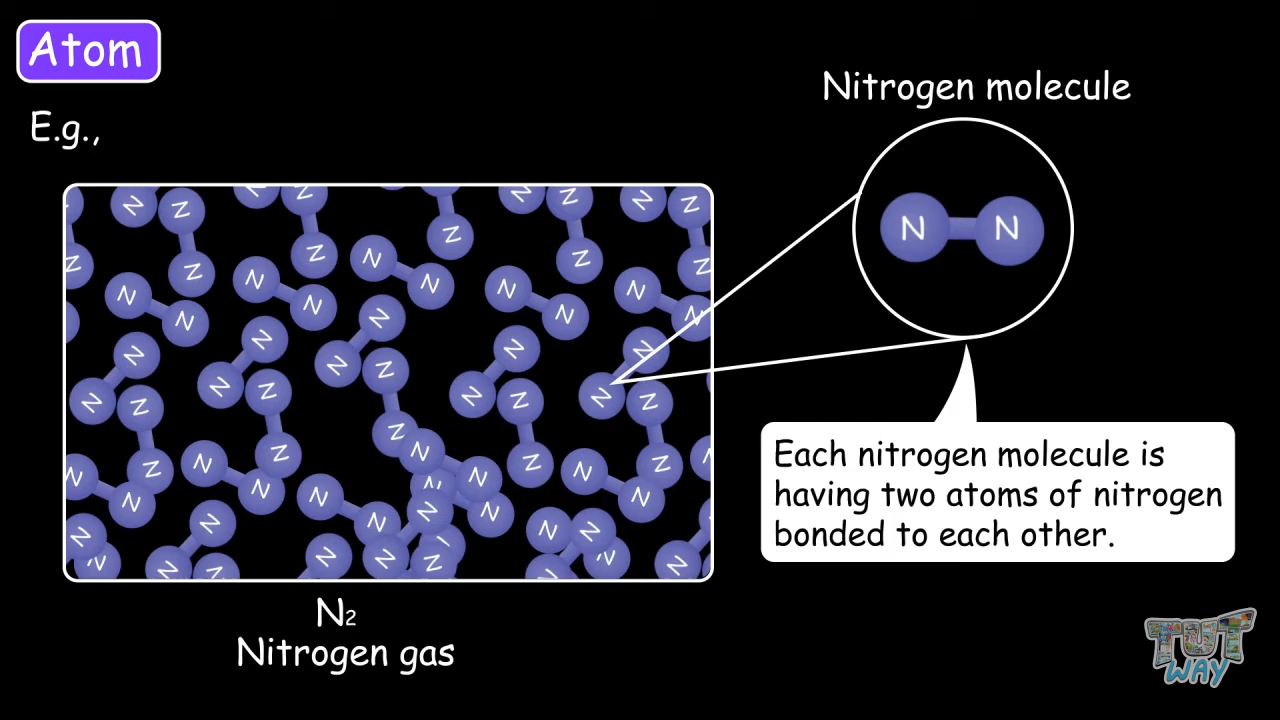 Atom
E.g.,
Nitrogen molecule
N N
Each nitrogen molecule is
having two atoms of nitrogen
bonded to each other.
N₂
Nitrogen gas
TUT
WAY